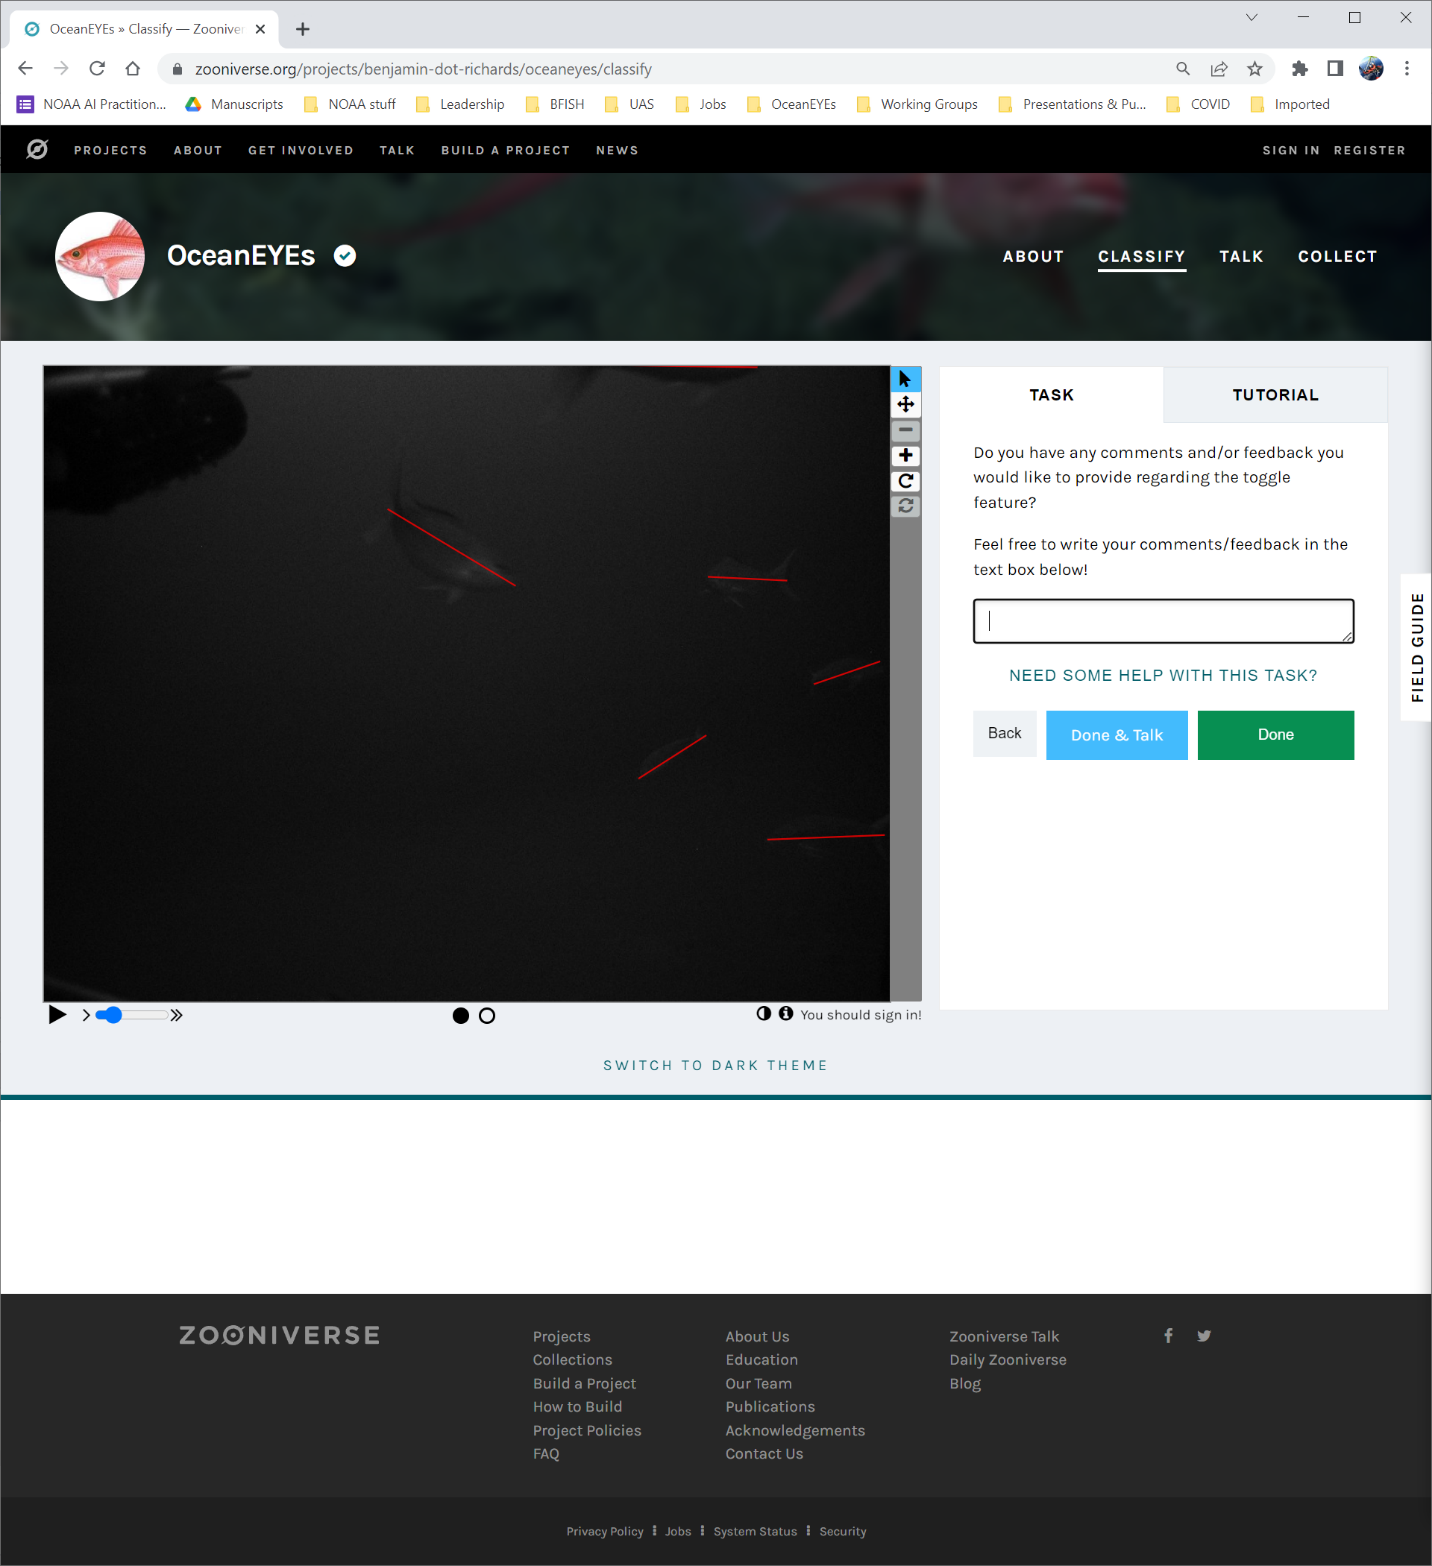 OceanEYEs » Classify — Zooniver
zooniverse.org/projects/benjamin-dot-richards/oceaneyes/classify
NOAA AI Practition... Manuscripts NOAA stuff Leadership BFISH UAS Jobs OceanEYEs Working Groups Presentations & Pu... COVID Imported
PROJECTS ABOUT GET INVOLVED TALK BUILD A PROJECT NEWS SIGN IN REGISTER
OceanEYEs ABOUT CLASSIFY TALK COLLECT
TASK TUTORIAL
Do you have any comments and/or feedback you
would like to provide regarding the toggle
feature?
Feel free to write your comments/feedback in the
text box below!
NEED SOME HELP WITH THIS TASK?
Back Done & Talk Done
FIELD GUIDE
You should sign in!
SWITCH TO DARK THEME
ZOONIVERSE
Projects
Collections
Build a Project
How to Build
Project Policies
FAQ
About Us
Education
Our Team
Publications
Acknowledgements
Contact Us
Zooniverse Talk
Daily Zooniverse
Blog
Privacy Policy Jobs System Status Security